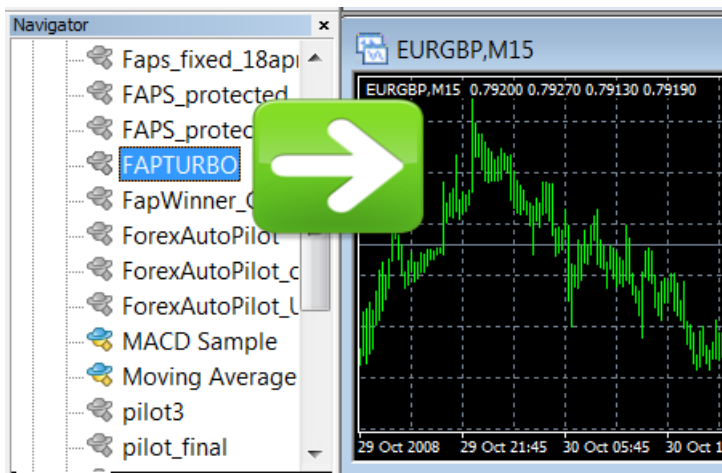 Navigator
x
Faps_fixed_18apr
FAPS_protected
FAPS_protec
FAPTURBO
FapWinner_
ForexAutoPilot
ForexAutoPilot_c
ForexAutoPilot_U
MACD Sample
Moving Average
pilot3
pilot_final
EURGBP,M15
EURGBP,M15 0.79200 0.79270 0.79130 0.79190
29 Oct 2008 29 Oct 21:45 30 Oct 05:45 30 Oct 1